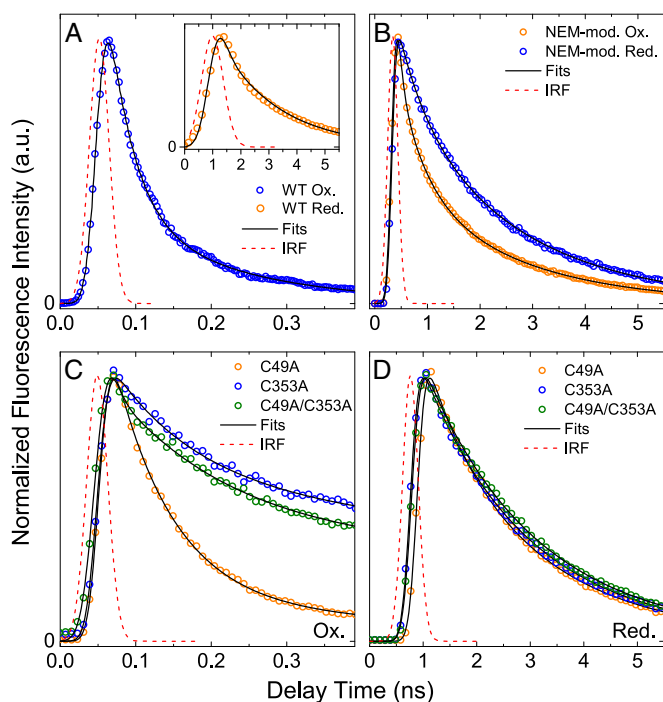 Normalized Fluorescence Intensity (a.u.)
A
0
0 1 2 3 4 5
WT Ox.
WT Red.
Fits
IRF
0
0.0 0.1 0.2 0.3
B
NEM-mod. Ox.
NEM-mod. Red.
Fits
IRF
0 1 2 3 4 5
C
C49A
C353A
C49A/C353A
Fits
IRF
Ox.
0
0.0 0.1 0.2 0.3
D
C49A
C353A
C49A/C353A
Fits
IRF
Red.
0 1 2 3 4 5
Delay Time (ns)